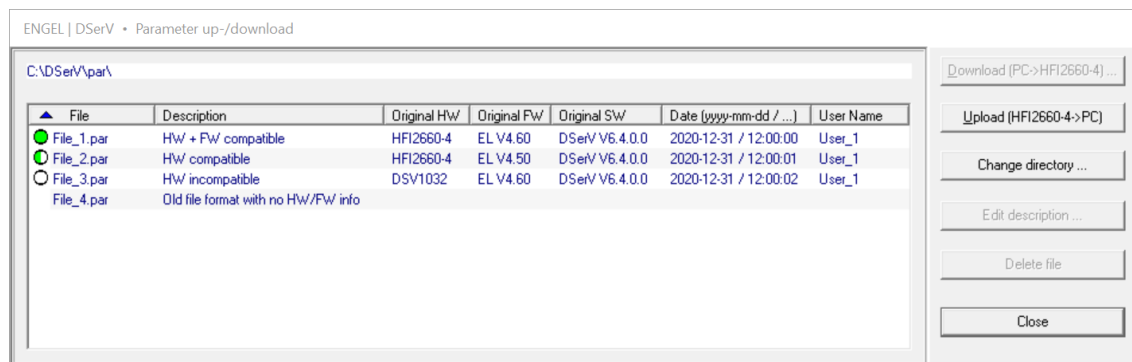 ENGEL | DSerV • Parameter up-/download
C:\DSerV\par\
Download (PC->HFI2660-4) ...
File Description Original HW Original FW Original SW Date (yyyy-mm-dd / ...) User Name
Upload (HFI2660-4->PC)
File_1.par HW + FW compatible HFI2660-4 EL V4.60 DSerV V6.4.0.0 2020-12-31 / 12:00:00 User_1
File_2.par HW compatible HFI2660-4 EL V4.50 DSerV V6.4.0.0 2020-12-31 / 12:00:01 User_1
Change directory ...
File_3.par HW incompatible DSV1032 EL V4.60 DSerV V6.4.0.0 2020-12-31 / 12:00:02 User_1
File_4.par Old file format with no HW/FW info
Edit description ...
Delete file
Close